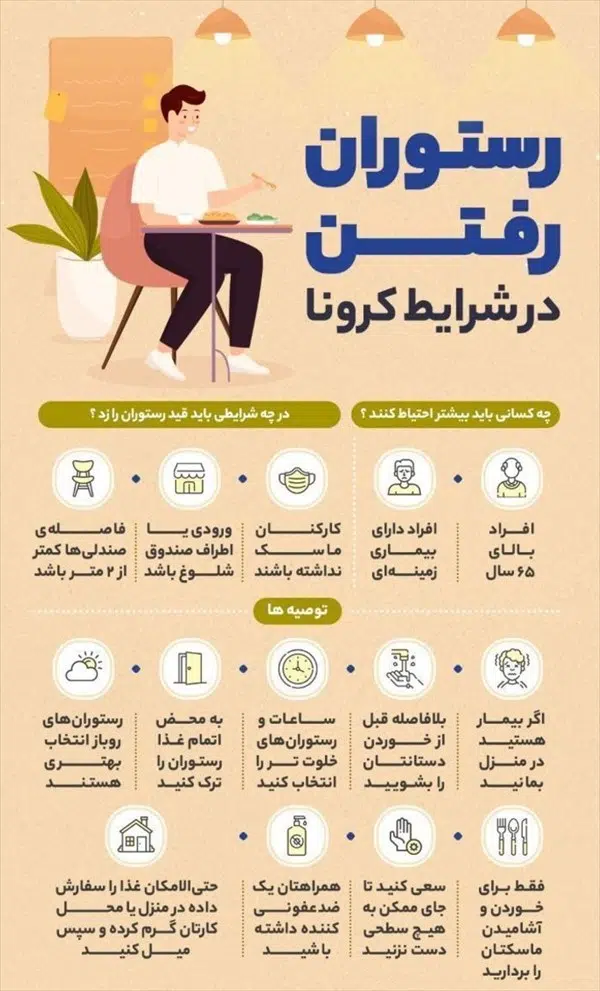 رستوران
رفتن
در شرایط کرونا
چه کسانی باید بیشتر احتیاط کنند ؟
افراد
بالای
۶۵ سال
افراد دارای
بیماری
زمینه‌ای
در چه شرایطی باید قید رستوران را زد ؟
کارکنان
ماسک
نداشته باشند
ورودی یا
اطراف صندوق
شلوغ باشد
فاصله‌ی
صندلی‌ها کمتر
از ۲ متر باشد
توصیه ها
اگر بیمار
هستید
در منزل
بمانید
بلافاصله قبل
از خوردن
دستانتان
را بشویید
ساعات و
رستوران‌های
خلوت تر را
انتخاب کنید
به محض
اتمام غذا
رستوران را
ترک کنید
رستوران‌های
روباز انتخاب
بهتری
هستند
فقط برای
خوردن و
آشامیدن
ماسکتان
را بردارید
سعی کنید تا
جای ممکن به
هیچ سطحی
دست نزنید
همراهتان یک
ضدعفونی
کننده داشته
باشید
حتی‌الامکان غذا را سفارش
داده در منزل یا محل
کارتان گرم کرده و سپس
میل کنید